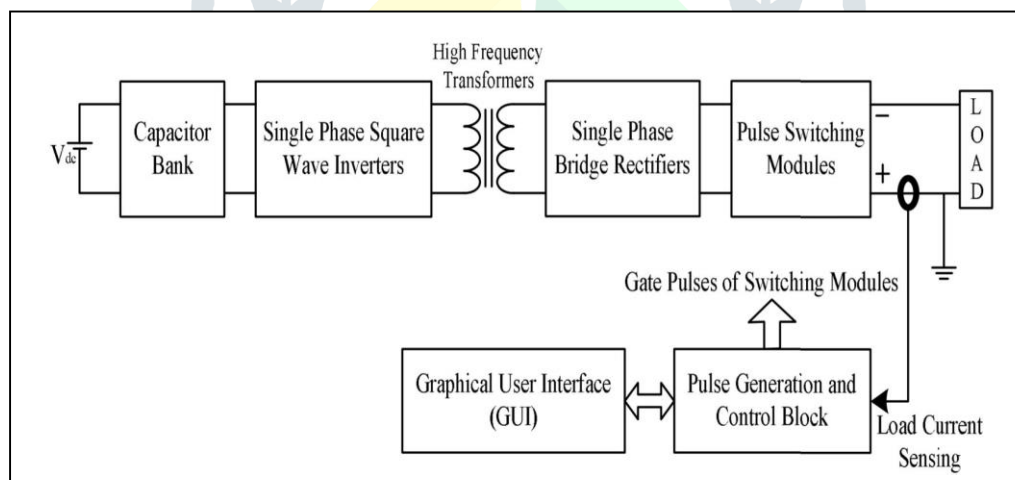 High Frequency
Transformers
V_dc
Capacitor
Bank
Single Phase Square
Wave Inverters
Single Phase
Bridge Rectifiers
Pulse Switching
Modules
−
+
L
O
A
D
Gate Pulses of Switching Modules
Graphical User Interface
(GUI)
Pulse Generation and
Control Block
Load Current
Sensing